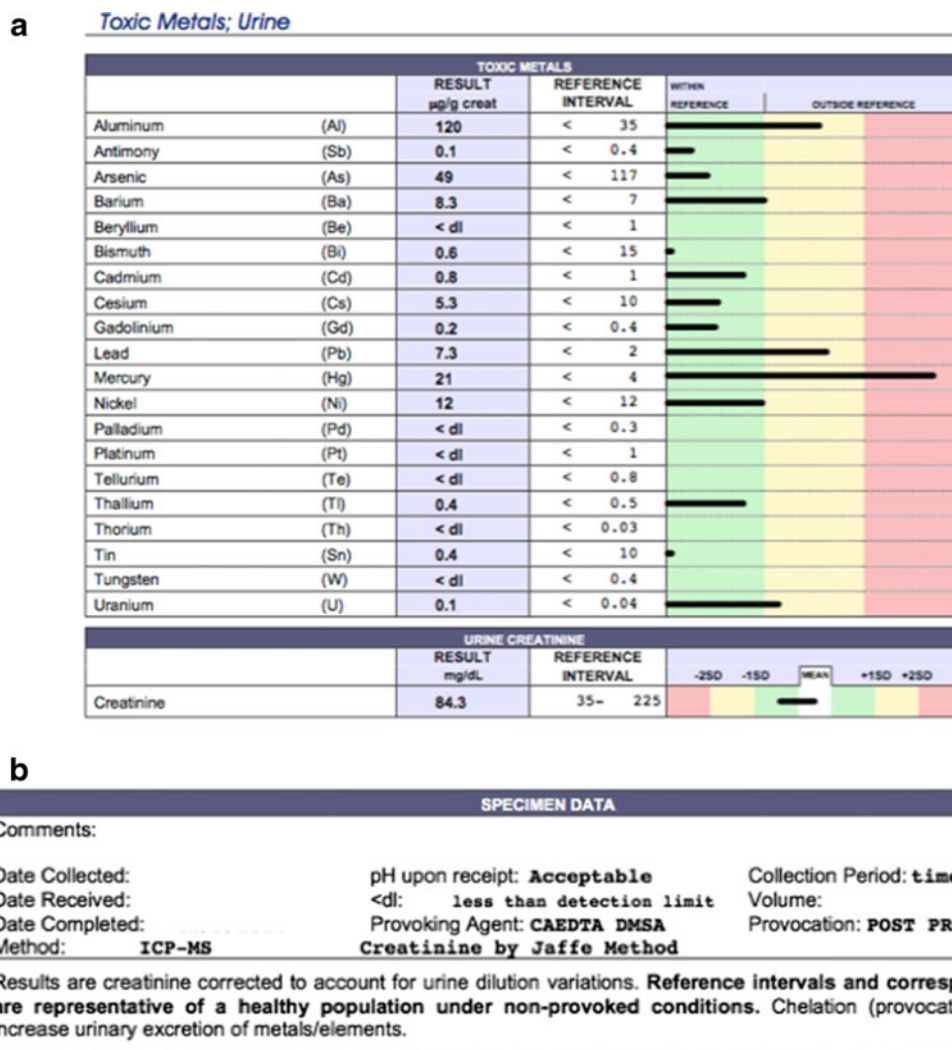 a
Toxic Metals; Urine
TOXIC METALS
RESULT REFERENCE WITHIN
µg/g creat INTERVAL REFERENCE OUTSIDE REFERENCE
Aluminum (Al) 120 < 35
Antimony (Sb) 0.1 < 0.4
Arsenic (As) 49 < 117
Barium (Ba) 8.3 < 7
Beryllium (Be) < dl < 1
Bismuth (Bi) 0.6 < 15
Cadmium (Cd) 0.8 < 1
Cesium (Cs) 5.3 < 10
Gadolinium (Gd) 0.2 < 0.4
Lead (Pb) 7.3 < 2
Mercury (Hg) 21 < 4
Nickel (Ni) 12 < 12
Palladium (Pd) < dl < 0.3
Platinum (Pt) < dl < 1
Tellurium (Te) < dl < 0.8
Thallium (Tl) 0.4 < 0.5
Thorium (Th) < dl < 0.03
Tin (Sn) 0.4 < 10
Tungsten (W) < dl < 0.4
Uranium (U) 0.1 < 0.04
URINE CREATININE
RESULT REFERENCE
mg/dL INTERVAL -2SD -1SD MEAN +1SD +2SD
Creatinine 84.3 35- 225
b
SPECIMEN DATA
Comments:
Date Collected: pH upon receipt: Acceptable Collection Period: time
Date Received: <dl: less than detection limit Volume:
Date Completed: Provoking Agent: CAEDTA DMSA Provocation: POST PR
Method: ICP-MS Creatinine by Jaffe Method
Results are creatinine corrected to account for urine dilution variations. Reference intervals and corresp
are representative of a healthy population under non-provoked conditions. Chelation (provocat
increase urinary excretion of metals/elements.